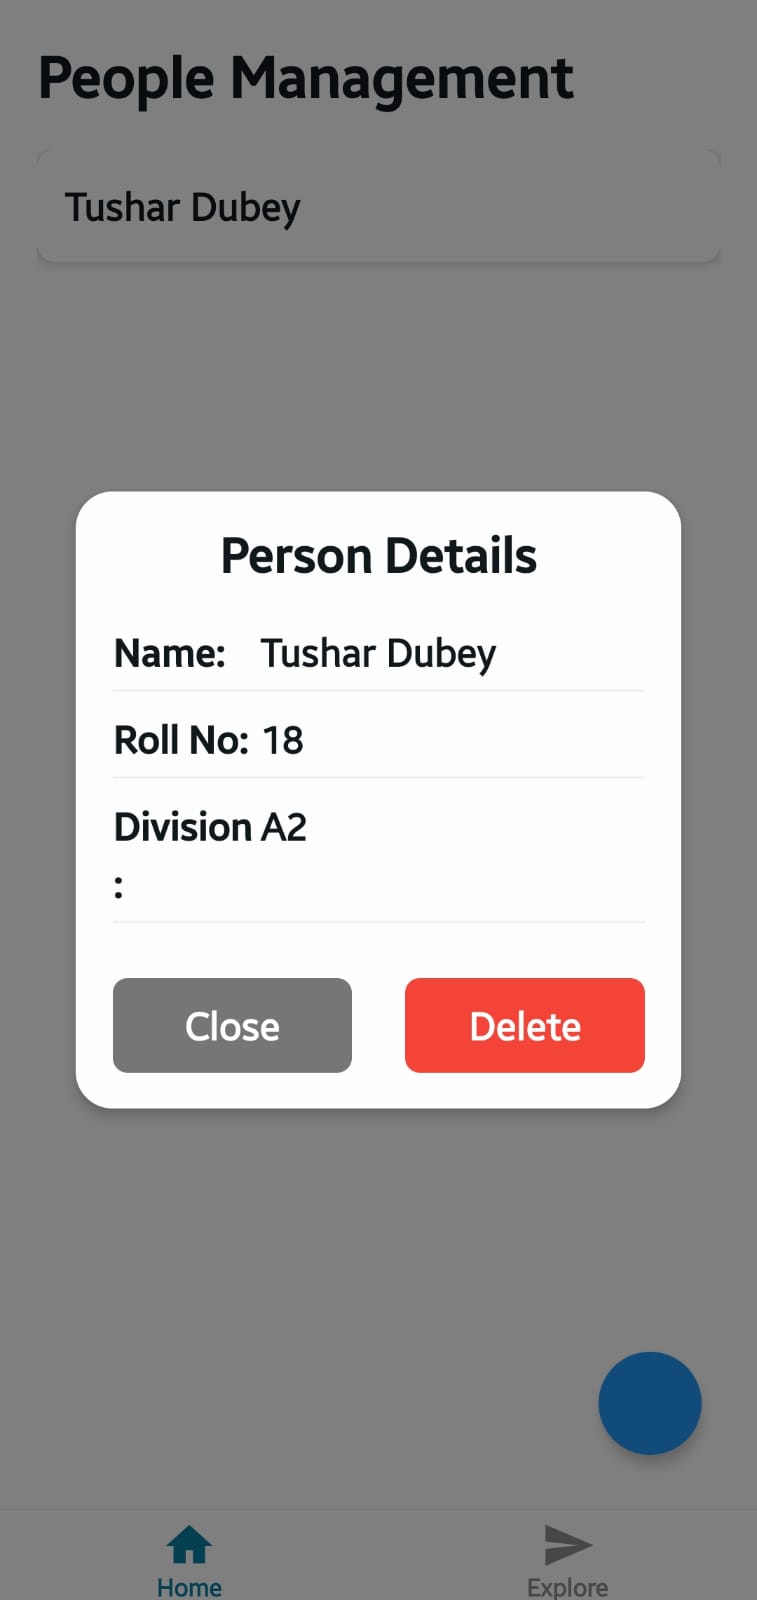 People Management
Tushar Dubey
Person Details
Name: Tushar Dubey
Roll No: 18
Division A2
:
Close Delete
Home Explore